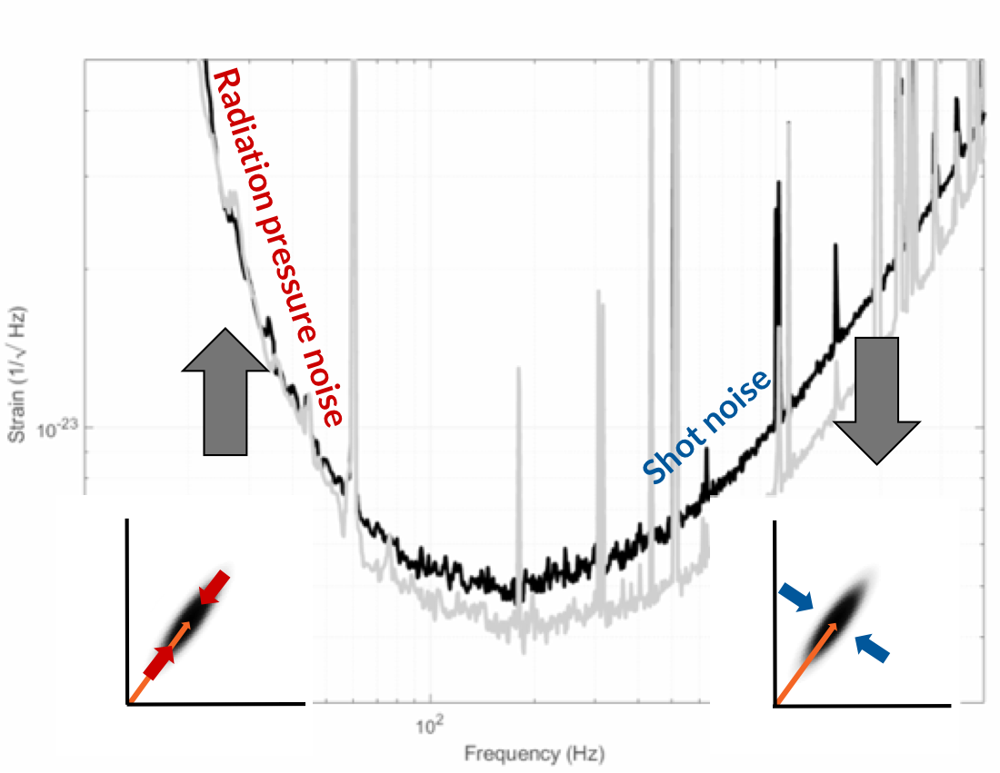 Radiation pressure noise
Shot noise
Strain (1/√ Hz)
10-23
10²
Frequency (Hz)